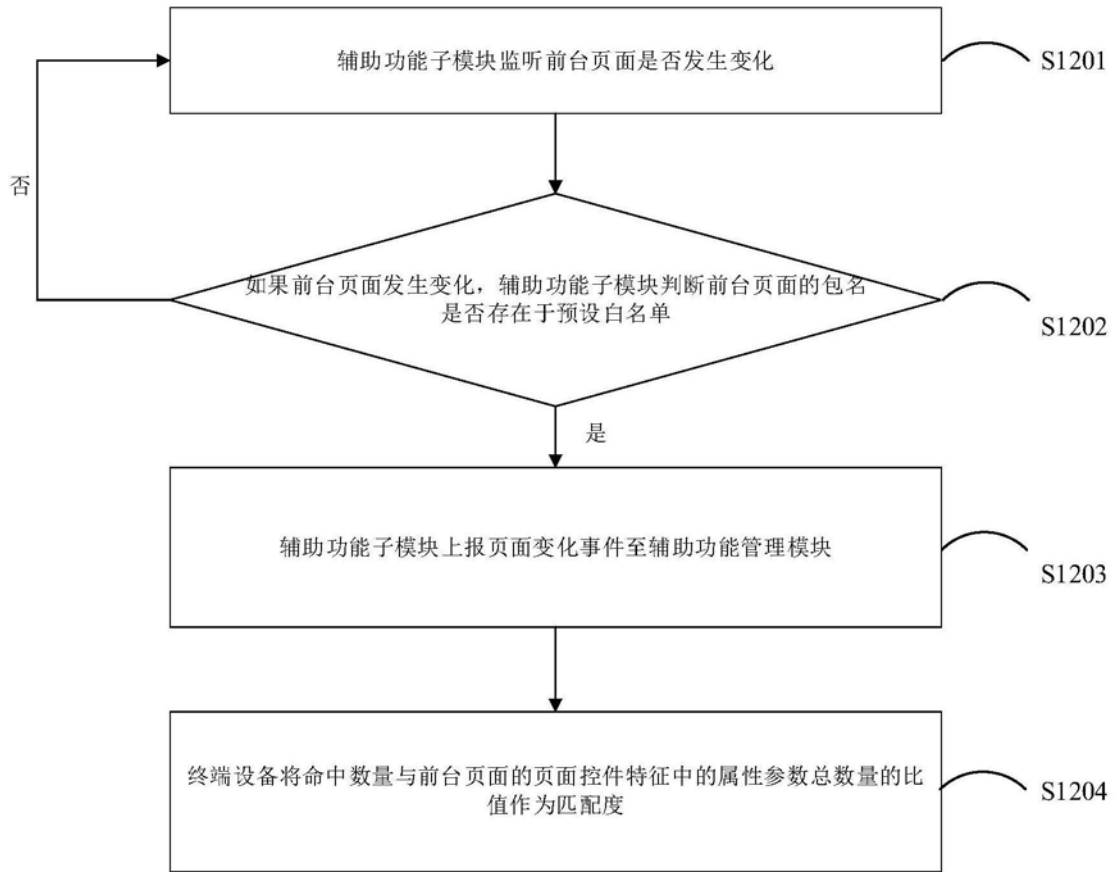 辅助功能子模块监听前台页面是否发生变化
S1201
否
如果前台页面发生变化，辅助功能子模块判断前台页面的包名
是否存在于预设白名单
S1202
是
辅助功能子模块上报页面变化事件至辅助功能管理模块
S1203
终端设备将命中数量与前台页面的页面控件特征中的属性参数总数量的比
值作为匹配度
S1204